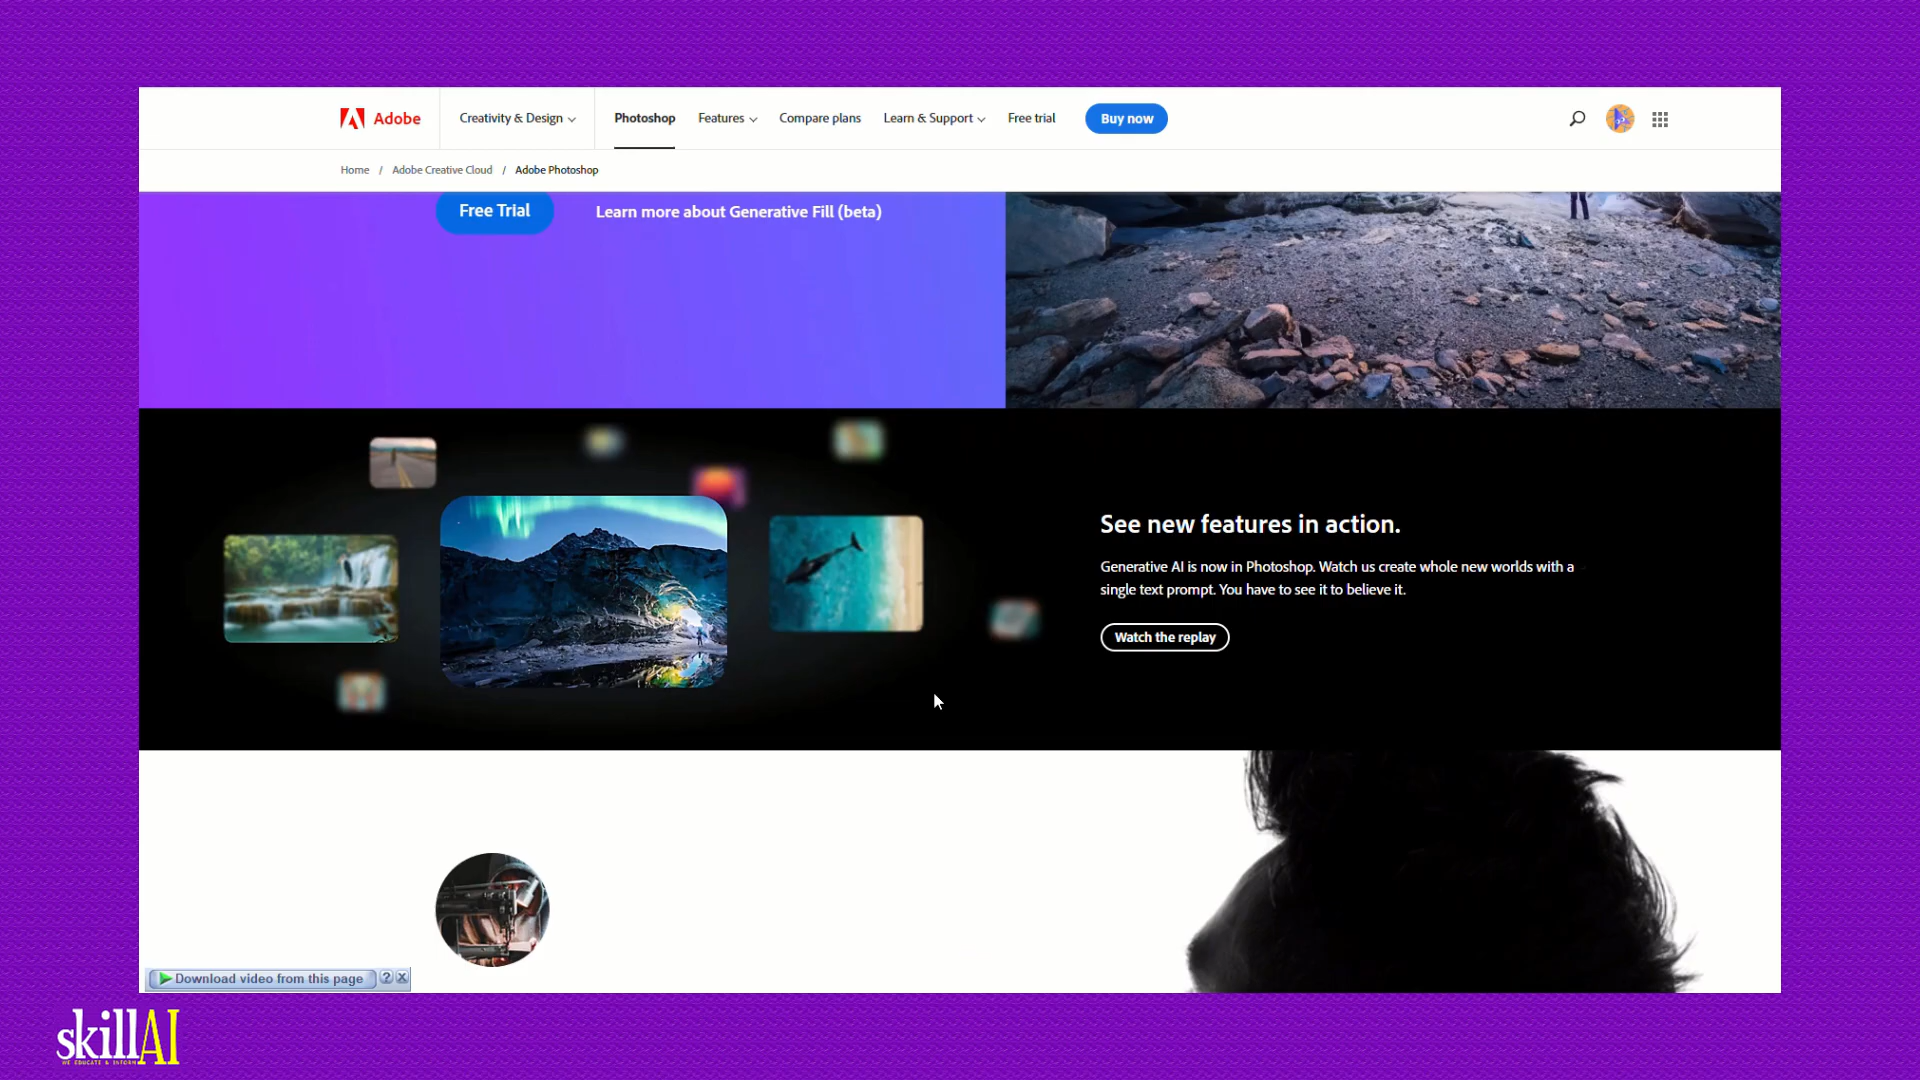 Adobe
Creativity & Design
Photoshop
Features
Compare plans
Learn & Support
Free trial
Buy now
Home / Adobe Creative Cloud / Adobe Photoshop
Free Trial
Learn more about Generative Fill (beta)
See new features in action.
Generative AI is now in Photoshop. Watch us create whole new worlds with a
single text prompt. You have to see it to believe it.
Watch the replay
Download video from this page
?
X
skillAI
WE EDUCATE & INFORM